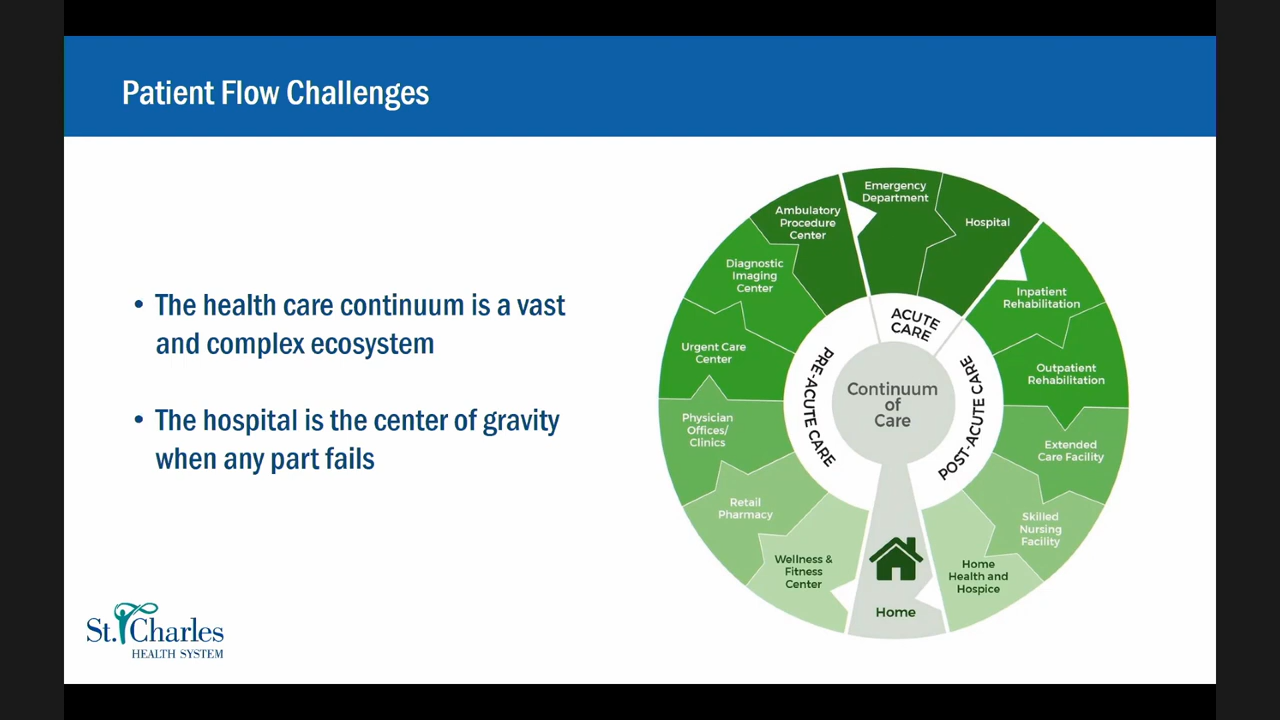 Patient Flow Challenges
• The health care continuum is a vast
and complex ecosystem
• The hospital is the center of gravity
when any part fails
Emergency
Department
Hospital
Inpatient
Rehabilitation
Outpatient
Rehabilitation
Extended
Care Facility
Skilled
Nursing
Facility
Home
Health and
Hospice
Home
Wellness &
Fitness
Center
Retail
Pharmacy
Physician
Offices/
Clinics
Urgent Care
Center
Diagnostic
Imaging
Center
Ambulatory
Procedure
Center
PRE-ACUTE CARE
ACUTE
CARE
POST-ACUTE CARE
Continuum
of
Care
St. Charles
HEALTH SYSTEM